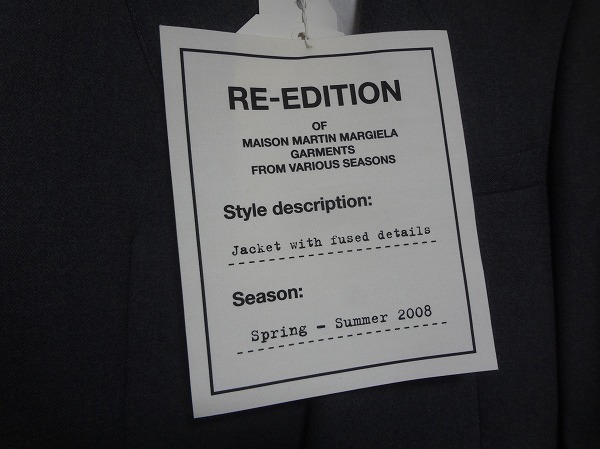 RE-EDITION
OF
MAISON MARTIN MARGIELA
GARMENTS
FROM VARIOUS SEASONS
Style description:
Jacket with fused details
Season:
Spring - Summer 2008